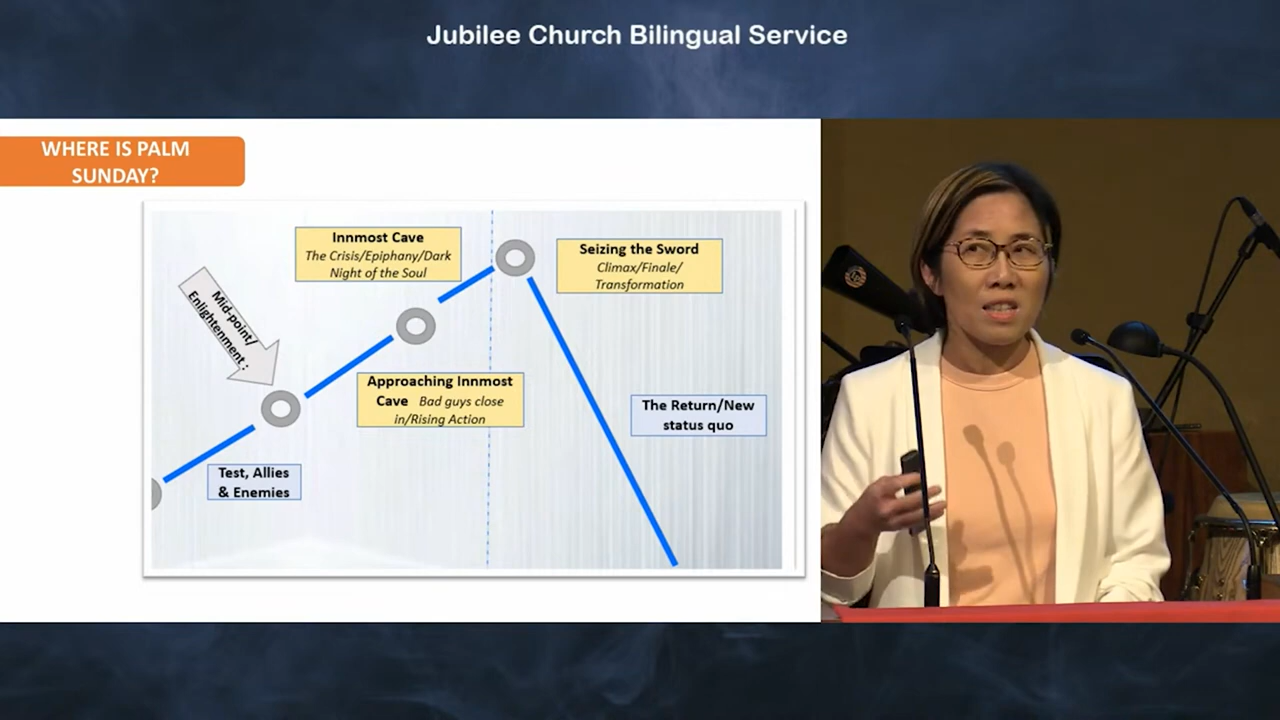 Jubilee Church Bilingual Service
WHERE IS PALM
SUNDAY?
Innmost Cave
The Crisis/Epiphany/Dark
Night of the Soul
Seizing the Sword
Climax/Finale/
Transformation
Mid-point/
Enlightenment :
Approaching Innmost
Cave Bad guys close
in/Rising Action
The Return/New
status quo
Test, Allies
& Enemies